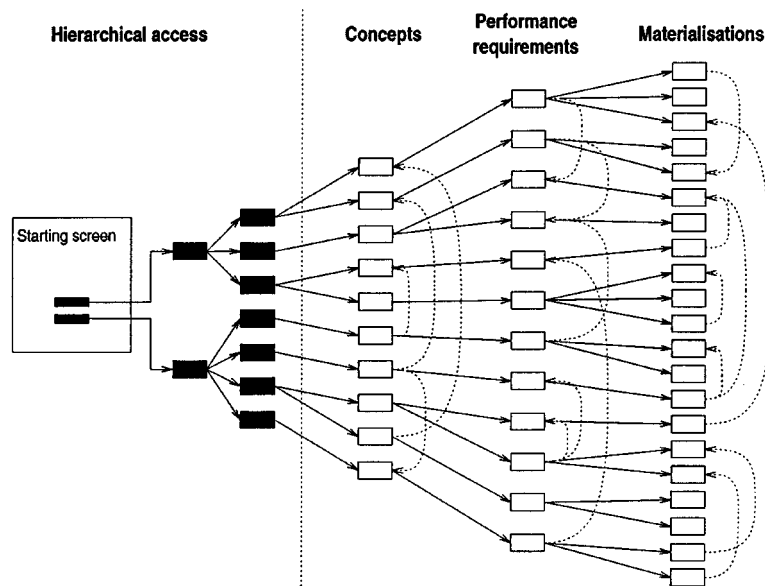 Hierarchical access
Concepts
Performance
requirements
Materialisations
Starting screen